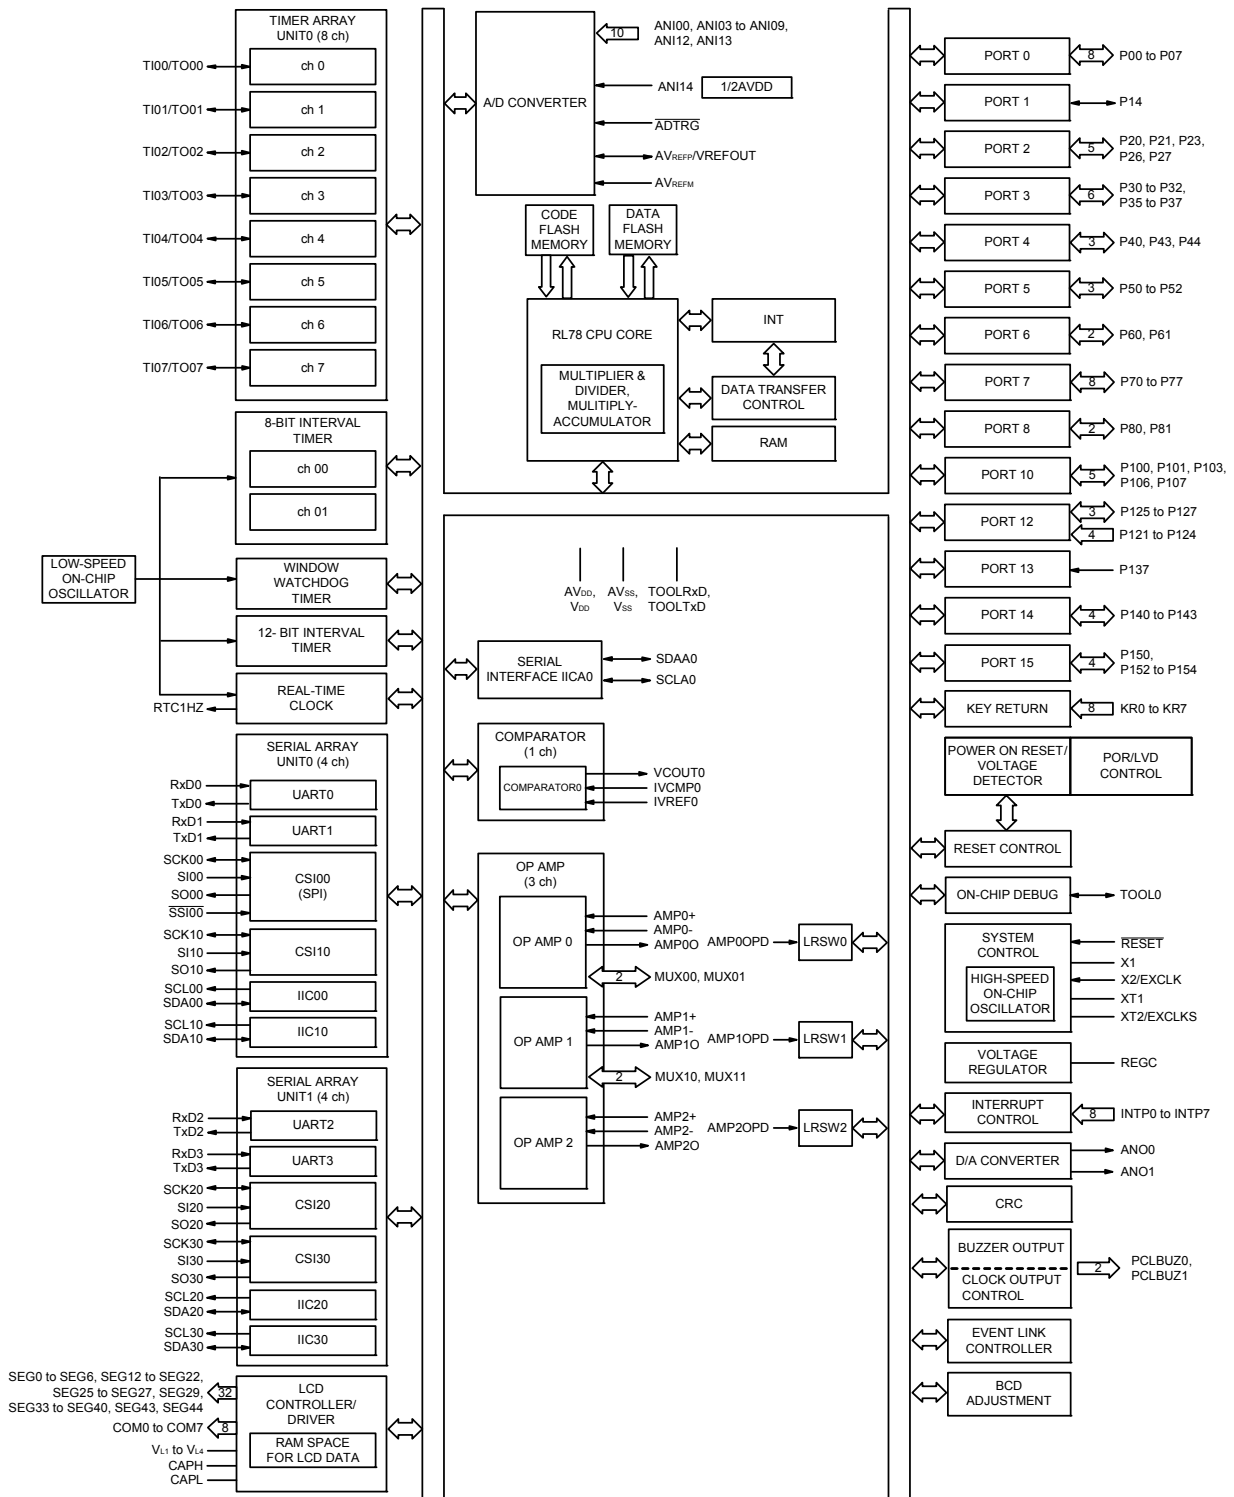 TIMER ARRAY
UNIT0 (8 ch)
TI00/TO00
ch 0
TI01/TO01
ch 1
TI02/TO02
ch 2
TI03/TO03
ch 3
TI04/TO04
ch 4
TI05/TO05
ch 5
TI06/TO06
ch 6
TI07/TO07
ch 7
8-BIT INTERVAL
TIMER
ch 00
ch 01
LOW-SPEED
ON-CHIP
OSCILLATOR
WINDOW
WATCHDOG
TIMER
12- BIT INTERVAL
TIMER
REAL-TIME
CLOCK
RTC1HZ
SERIAL ARRAY
UNIT0 (4 ch)
RxD0
TxD0
UART0
RxD1
TxD1
UART1
SCK00
SI00
SO00
SSI00
CSI00
(SPI)
SCK10
SI10
SO10
CSI10
SCL00
SDA00
IIC00
SCL10
SDA10
IIC10
SERIAL ARRAY
UNIT1 (4 ch)
RxD2
TxD2
UART2
RxD3
TxD3
UART3
SCK20
SI20
SO20
CSI20
SCK30
SI30
SO30
CSI30
SCL20
SDA20
IIC20
SCL30
SDA30
IIC30
SEG0 to SEG6, SEG12 to SEG22,
SEG25 to SEG27, SEG29,
SEG33 to SEG40, SEG43, SEG44
32
COM0 to COM7
8
VL1 to VL4
CAPH
CAPL
LCD
CONTROLLER/
DRIVER
RAM SPACE
FOR LCD DATA
A/D CONVERTER
10
ANI00, ANI03 to ANI09,
ANI12, ANI13
ANI14
1/2AVDD
ADTRG
AVREFP/VREFOUT
AVREFM
CODE
FLASH
MEMORY
DATA
FLASH
MEMORY
RL78 CPU CORE
MULTIPLIER &
DIVIDER,
MULITIPLY-
ACCUMULATOR
INT
DATA TRANSFER
CONTROL
RAM
AVDD,
VDD
AVSS,
VSS
TOOLRxD,
TOOLTxD
SERIAL
INTERFACE IICA0
SDAA0
SCLA0
COMPARATOR
(1 ch)
COMPARATOR0
VCOUT0
IVCMP0
IVREF0
OP AMP
(3 ch)
OP AMP 0
AMP0+
AMP0-
AMP0O
AMP0OPD
LRSW0
2
MUX00, MUX01
OP AMP 1
AMP1+
AMP1-
AMP1O
AMP1OPD
LRSW1
2
MUX10, MUX11
OP AMP 2
AMP2+
AMP2-
AMP2O
AMP2OPD
LRSW2
PORT 0
8
P00 to P07
PORT 1
P14
PORT 2
5
P20, P21, P23,
P26, P27
PORT 3
6
P30 to P32,
P35 to P37
PORT 4
3
P40, P43, P44
PORT 5
3
P50 to P52
PORT 6
2
P60, P61
PORT 7
8
P70 to P77
PORT 8
2
P80, P81
PORT 10
5
P100, P101, P103,
P106, P107
PORT 12
3
P125 to P127
4
P121 to P124
PORT 13
P137
PORT 14
4
P140 to P143
PORT 15
4
P150,
P152 to P154
KEY RETURN
8
KR0 to KR7
POWER ON RESET/
VOLTAGE
DETECTOR
POR/LVD
CONTROL
RESET CONTROL
ON-CHIP DEBUG
TOOL0
SYSTEM
CONTROL
HIGH-SPEED
ON-CHIP
OSCILLATOR
RESET
X1
X2/EXCLK
XT1
XT2/EXCLKS
VOLTAGE
REGULATOR
REGC
INTERRUPT
CONTROL
8
INTP0 to INTP7
D/A CONVERTER
ANO0
ANO1
CRC
BUZZER OUTPUT
CLOCK OUTPUT
CONTROL
2
PCLBUZ0,
PCLBUZ1
EVENT LINK
CONTROLLER
BCD
ADJUSTMENT